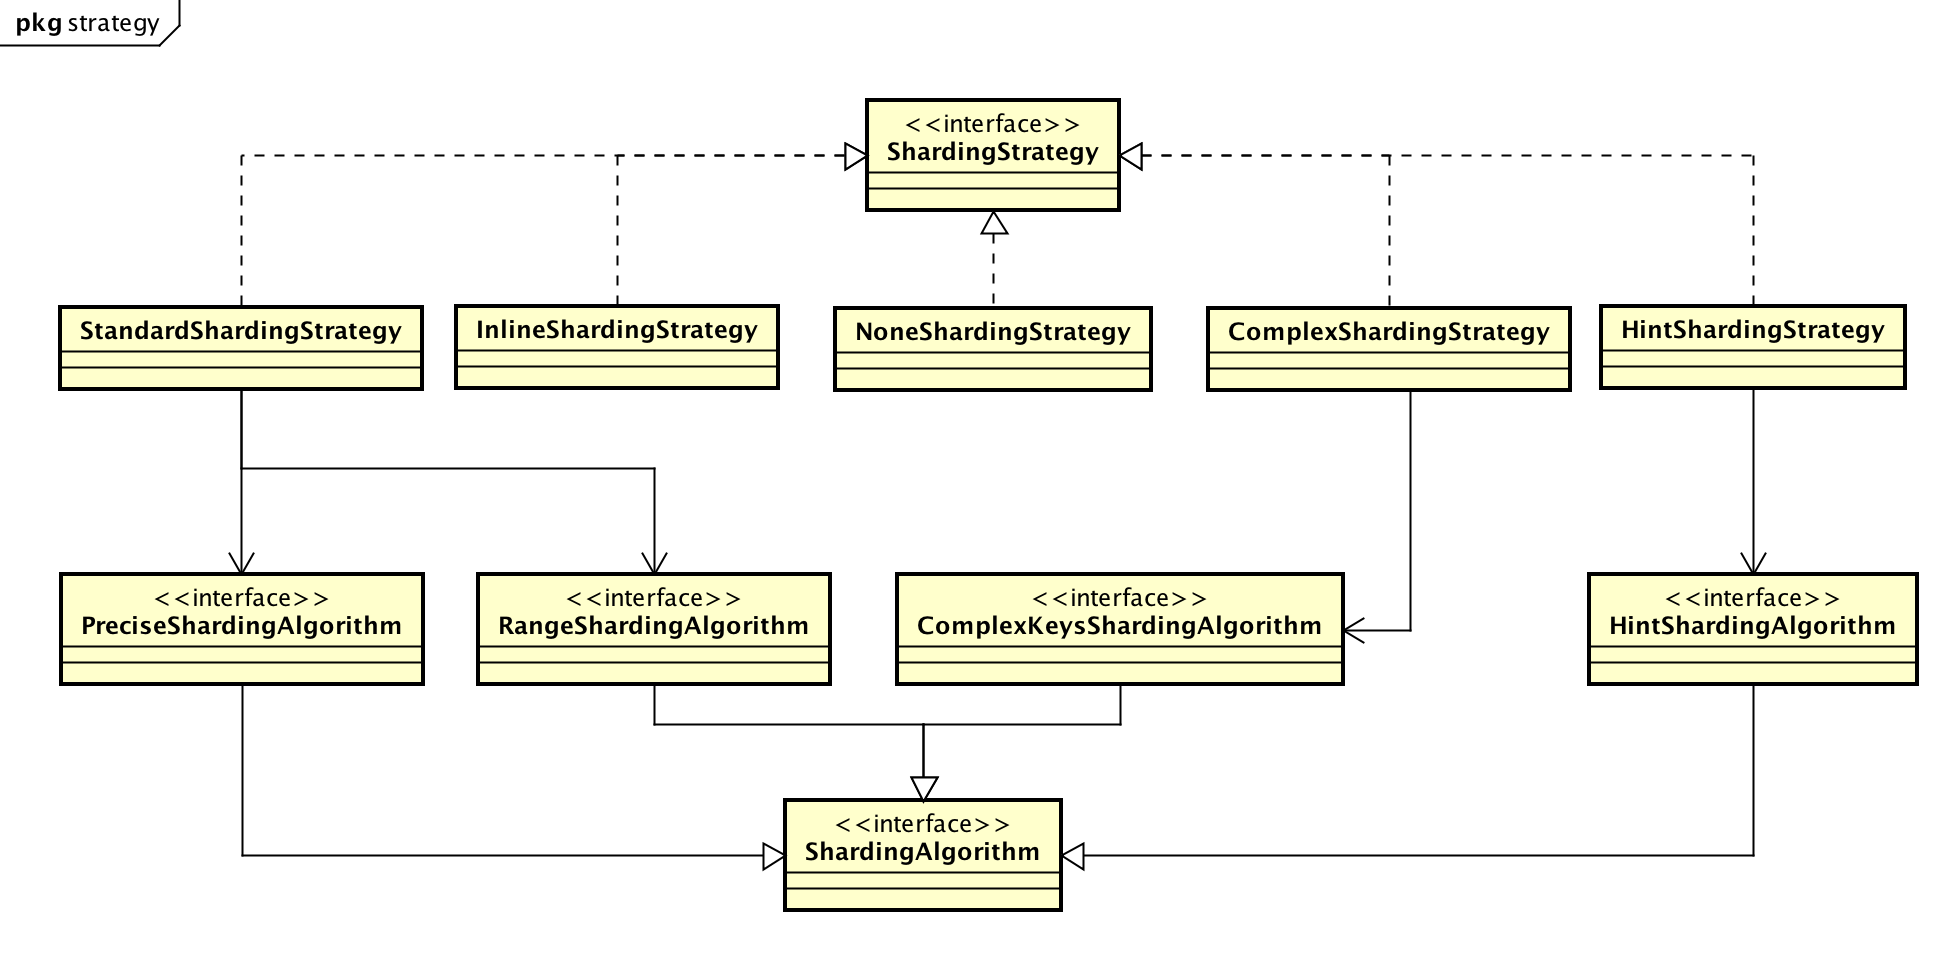 pkg strategy
<<interface>>
ShardingStrategy
StandardShardingStrategy
InlineShardingStrategy
NoneShardingStrategy
ComplexShardingStrategy
HintShardingStrategy
<<interface>>
PreciseShardingAlgorithm
<<interface>>
RangeShardingAlgorithm
<<interface>>
ComplexKeysShardingAlgorithm
<<interface>>
HintShardingAlgorithm
<<interface>>
ShardingAlgorithm